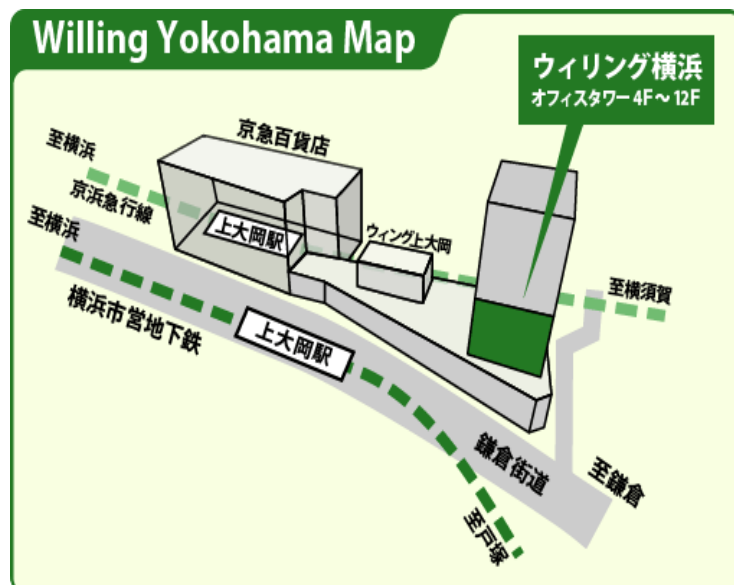 Willing Yokohama Map
ウィリング横浜
オフィスタワー4F～12F
京急百貨店
至横浜
京浜急行線
上大岡駅
ウィング上大岡
至横浜
至横須賀
横浜市営地下鉄
上大岡駅
鎌倉街道
至鎌倉
至戸塚